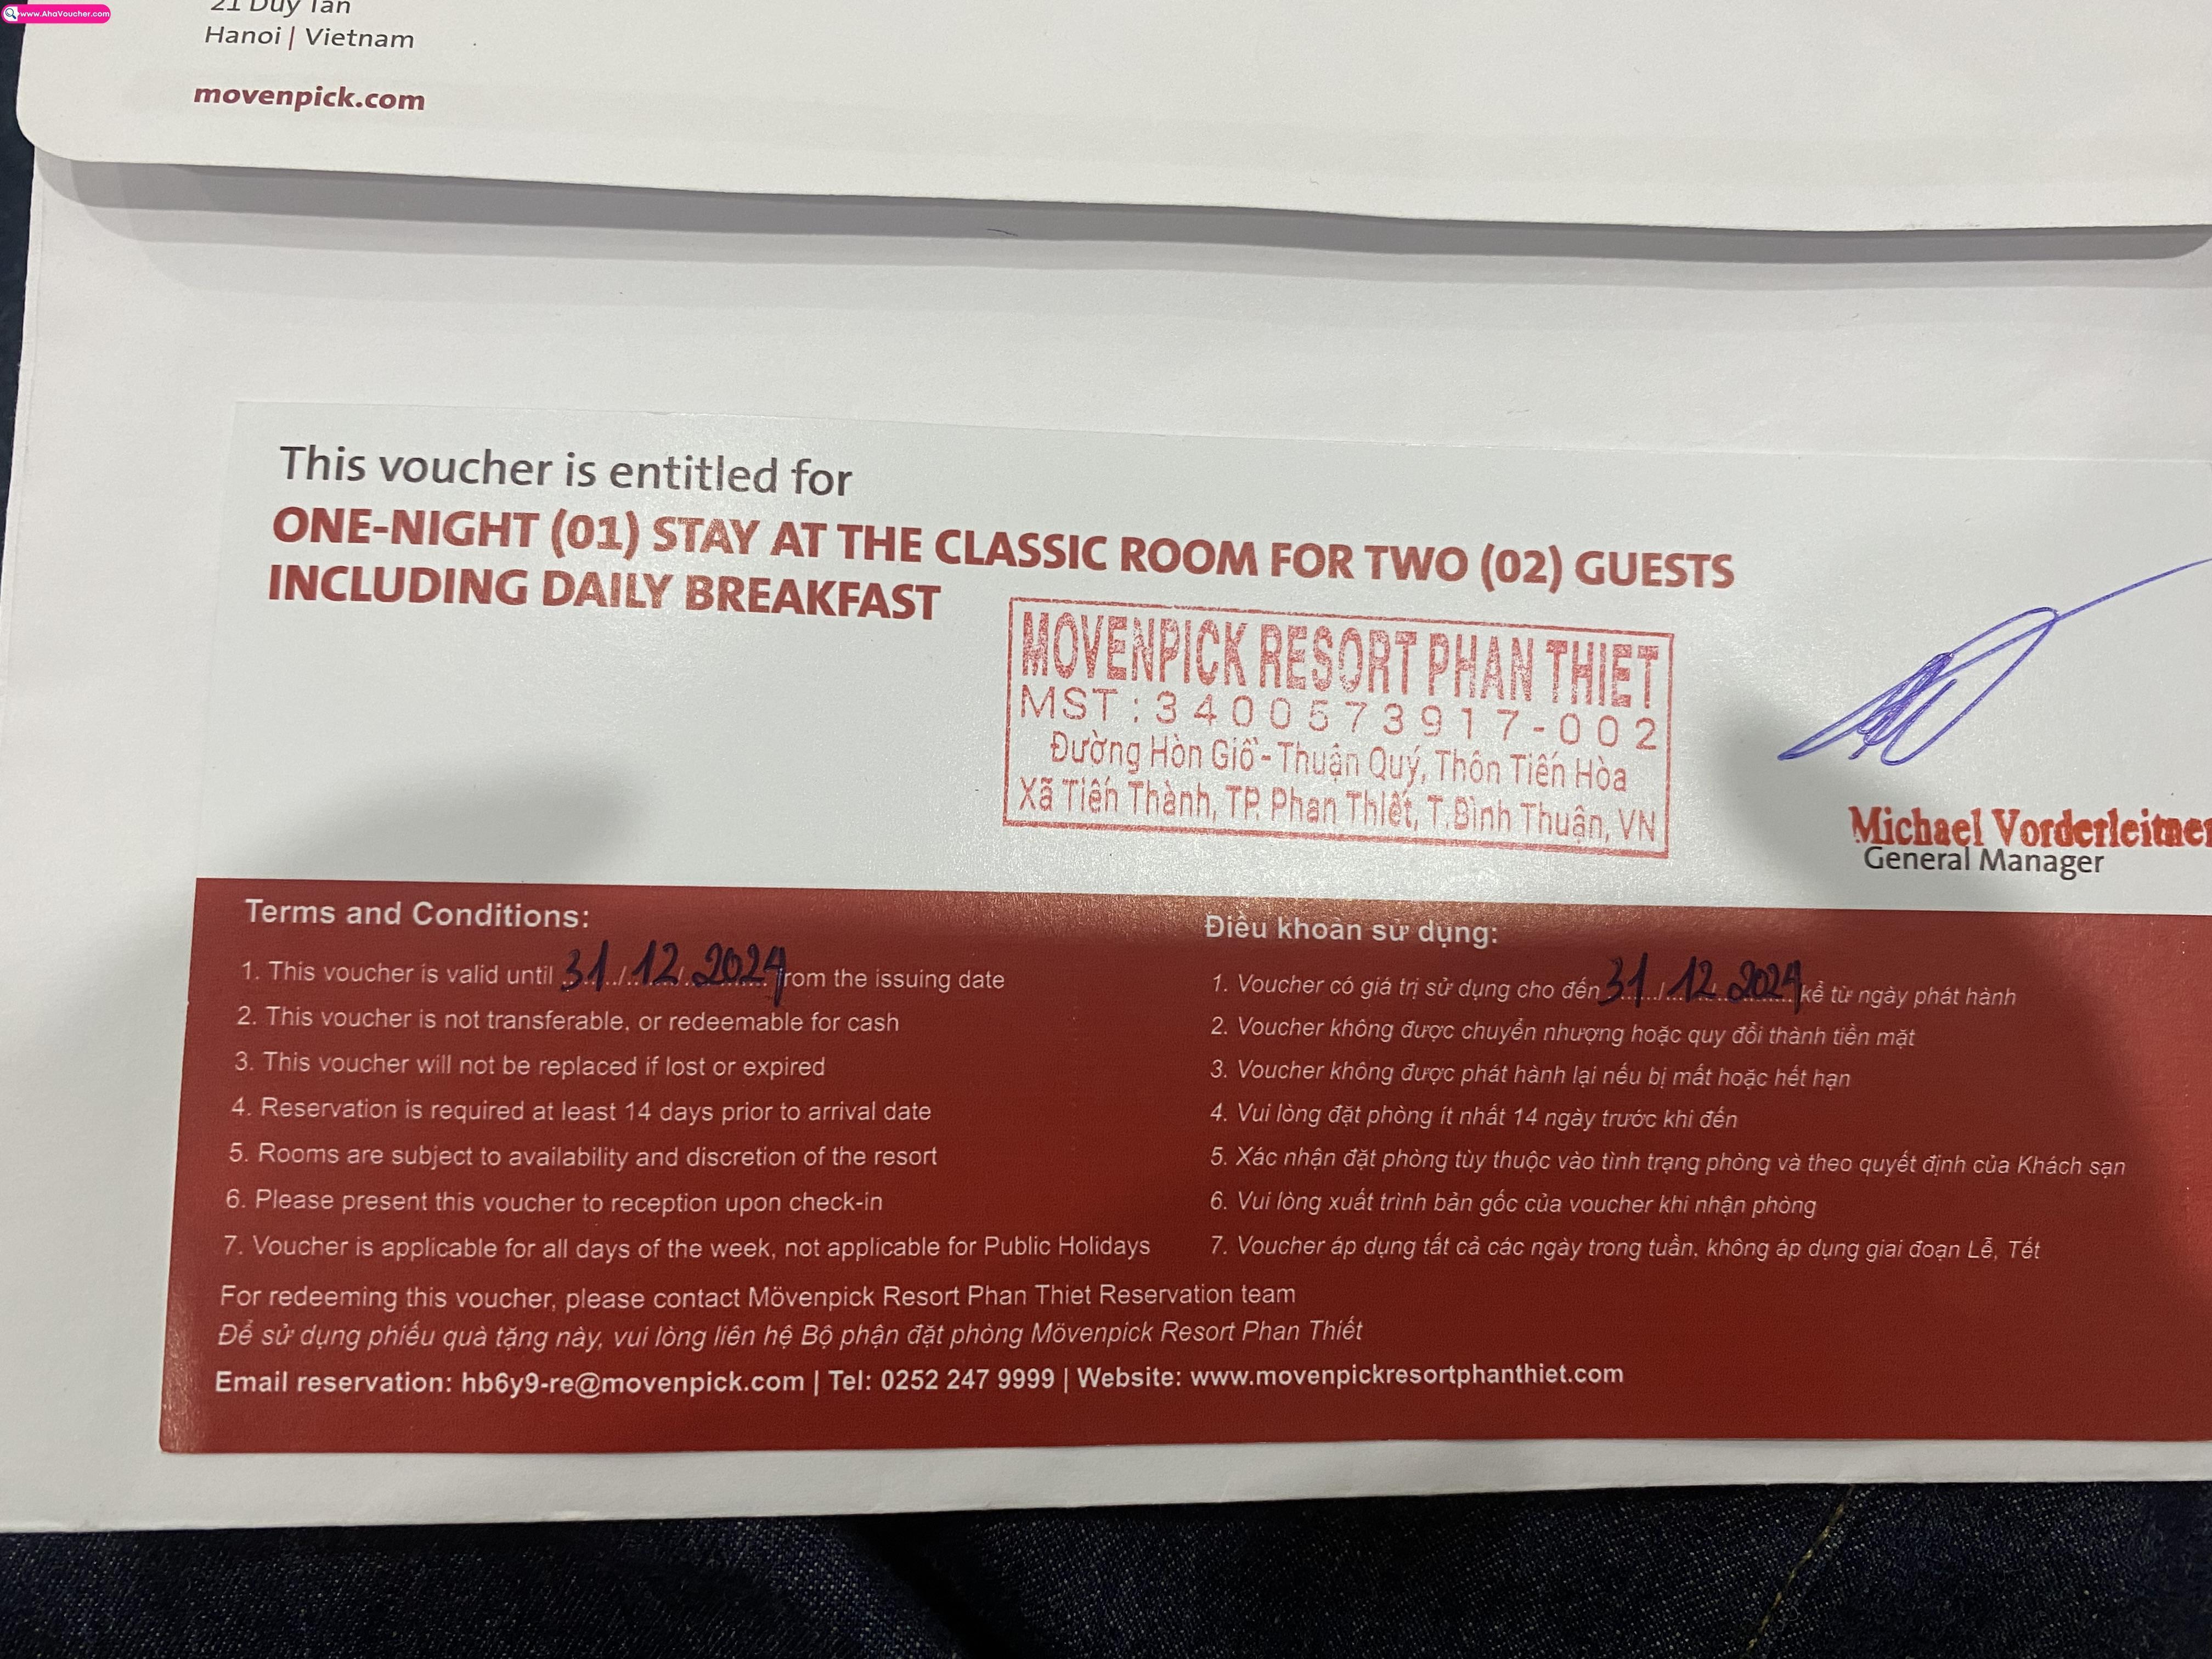 www.AhaVoucher.com
21 Duy Tan
Hanoi | Vietnam
movenpick.com
This voucher is entitled for
ONE-NIGHT (01) STAY AT THE CLASSIC ROOM FOR TWO (02) GUESTS
INCLUDING DAILY BREAKFAST
MOVENPICK RESORT PHAN THIET
MST : 3400573917-002
Đường Hòn Giồ - Thuận Quý, Thôn Tiến Hòa
Xã Tiến Thành, TP. Phan Thiết, T.Bình Thuận, VN
Michael Vorderleitner
General Manager
Terms and Conditions:
1. This voucher is valid until 31/12/2024 from the issuing date
2. This voucher is not transferable, or redeemable for cash
3. This voucher will not be replaced if lost or expired
4. Reservation is required at least 14 days prior to arrival date
5. Rooms are subject to availability and discretion of the resort
6. Please present this voucher to reception upon check-in
7. Voucher is applicable for all days of the week, not applicable for Public Holidays
Điều khoản sử dụng:
1. Voucher có giá trị sử dụng cho đến 31/12/2024 kể từ ngày phát hành
2. Voucher không được chuyển nhượng hoặc quy đổi thành tiền mặt
3. Voucher không được phát hành lại nếu bị mất hoặc hết hạn
4. Vui lòng đặt phòng ít nhất 14 ngày trước khi đến
5. Xác nhận đặt phòng tùy thuộc vào tình trạng phòng và theo quyết định của Khách sạn
6. Vui lòng xuất trình bản gốc của voucher khi nhận phòng
7. Voucher áp dụng tất cả các ngày trong tuần, không áp dụng giai đoạn Lễ, Tết
For redeeming this voucher, please contact Mövenpick Resort Phan Thiet Reservation team
Để sử dụng phiếu quà tặng này, vui lòng liên hệ Bộ phận đặt phòng Mövenpick Resort Phan Thiết
Email reservation: hb6y9-re@movenpick.com | Tel: 0252 247 9999 | Website: www.movenpickresortphanthiet.com